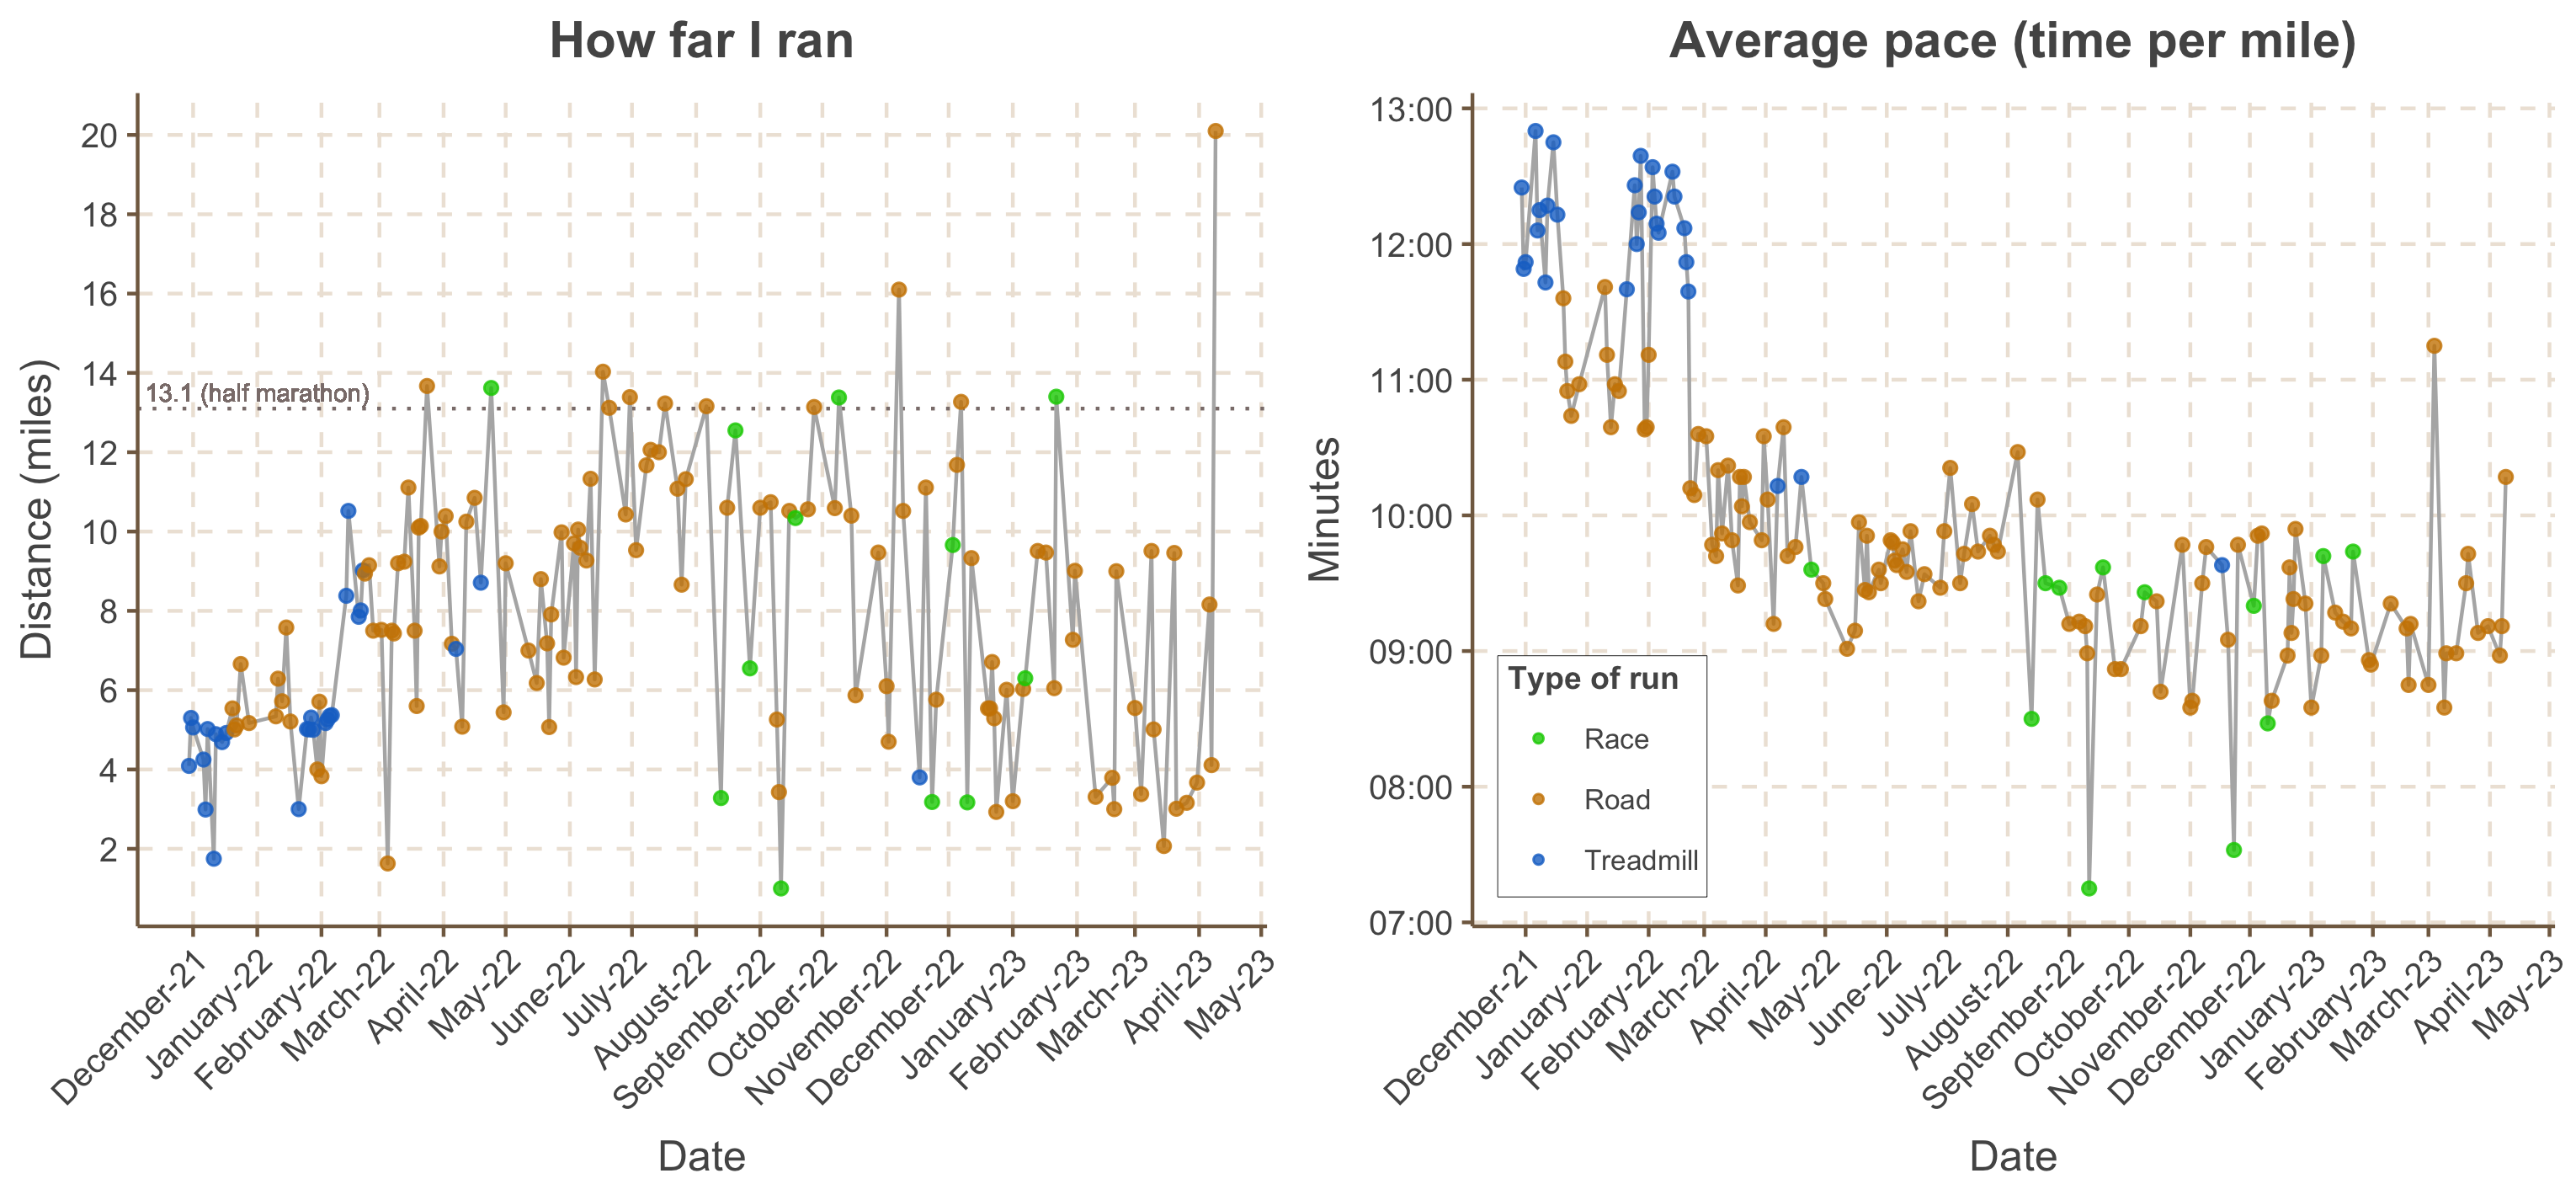 How far I ran
Distance (miles)
20
18
16
14
12
10
8
6
4
2
13.1 (half marathon)
December-21
January-22
February-22
March-22
April-22
May-22
June-22
July-22
August-22
September-22
October-22
November-22
December-22
January-23
February-23
March-23
April-23
May-23
Date
Average pace (time per mile)
Minutes
13:00
12:00
11:00
10:00
09:00
08:00
07:00
Type of run
Race
Road
Treadmill
December-21
January-22
February-22
March-22
April-22
May-22
June-22
July-22
August-22
September-22
October-22
November-22
December-22
January-23
February-23
March-23
April-23
May-23
Date